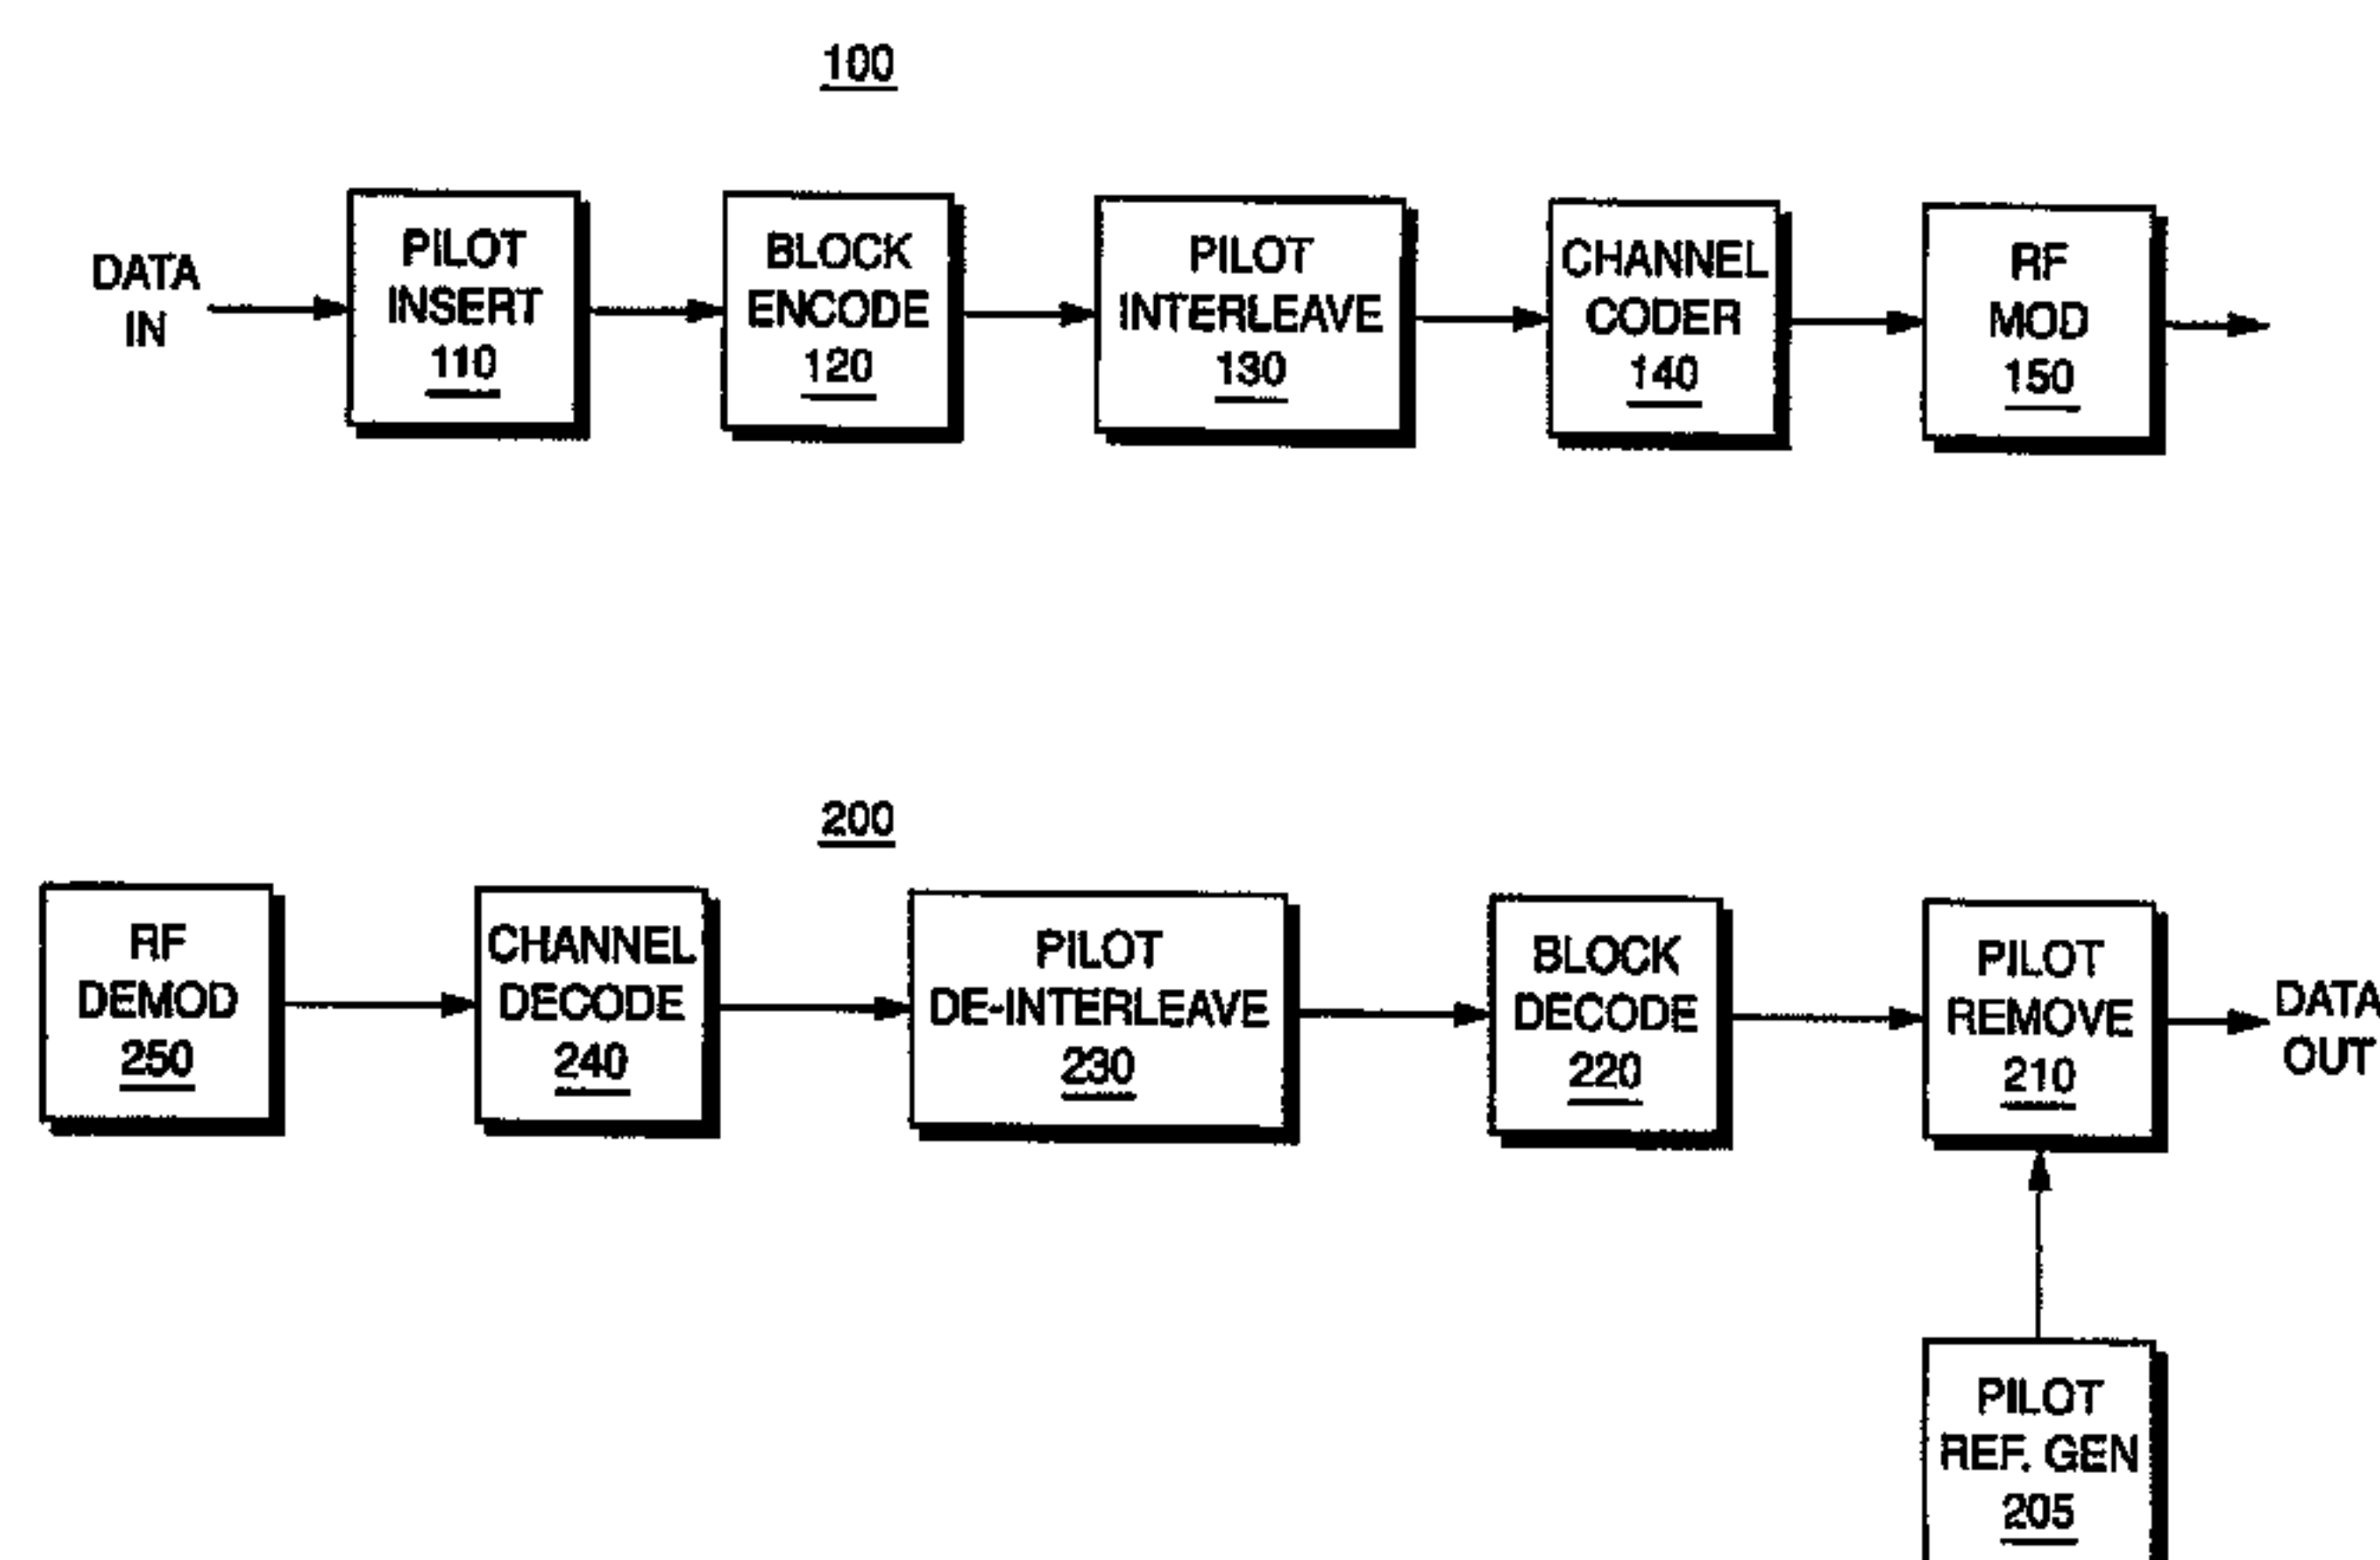 100
DATA
IN
PILOT
INSERT
110
BLOCK
ENCODE
120
PILOT
INTERLEAVE
130
CHANNEL
CODER
140
RF
MOD
150
200
RF
DEMOD
250
CHANNEL
DECODE
240
PILOT
DE-INTERLEAVE
230
BLOCK
DECODE
220
PILOT
REMOVE
210
DATA
OUT
PILOT
REF. GEN
205